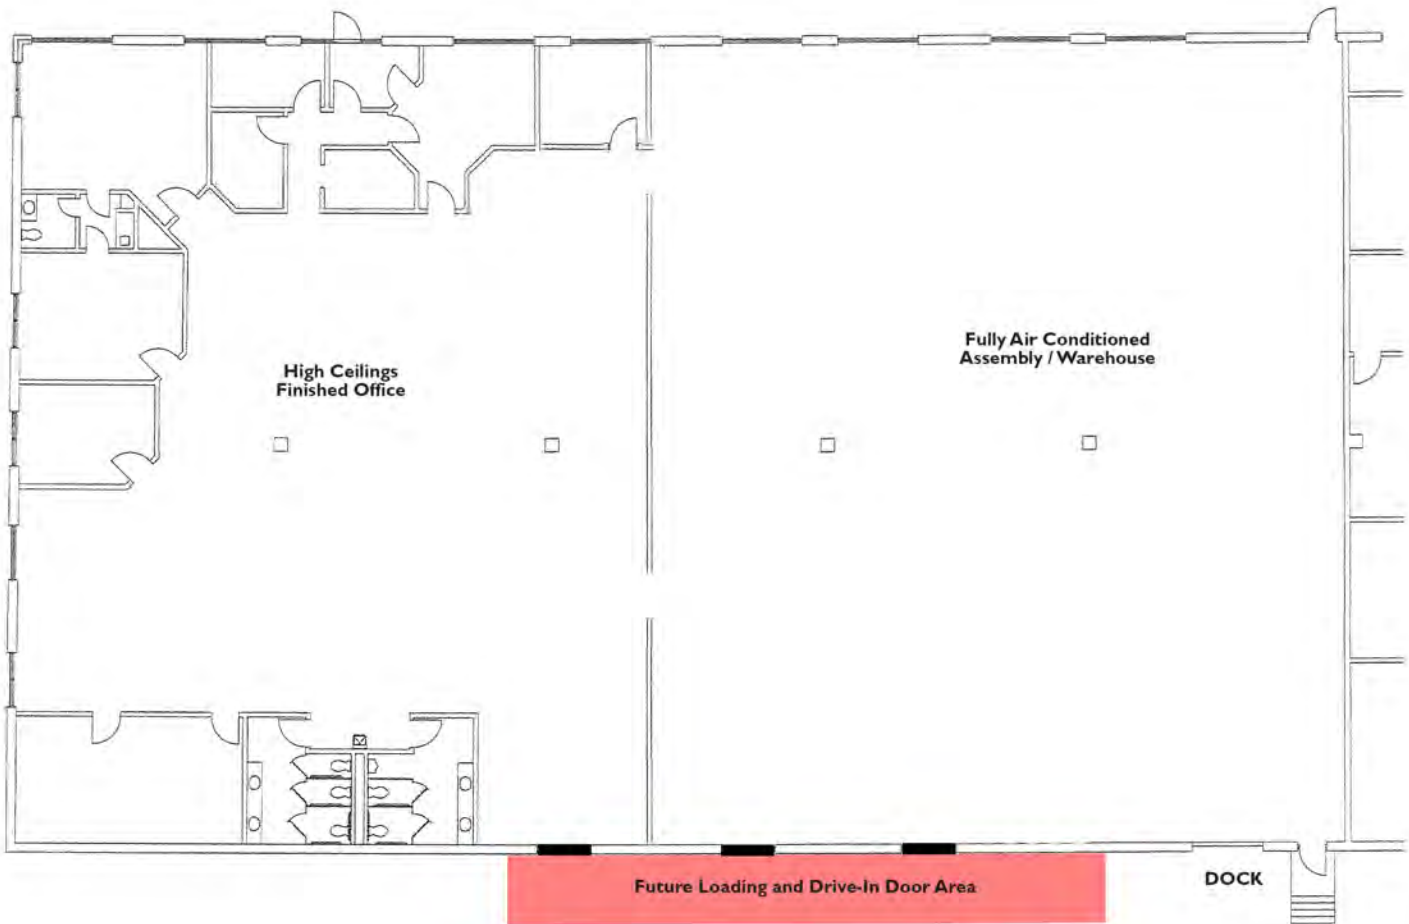 High Ceilings
Finished Office
Fully Air Conditioned
Assembly / Warehouse
Future Loading and Drive-In Door Area
DOCK